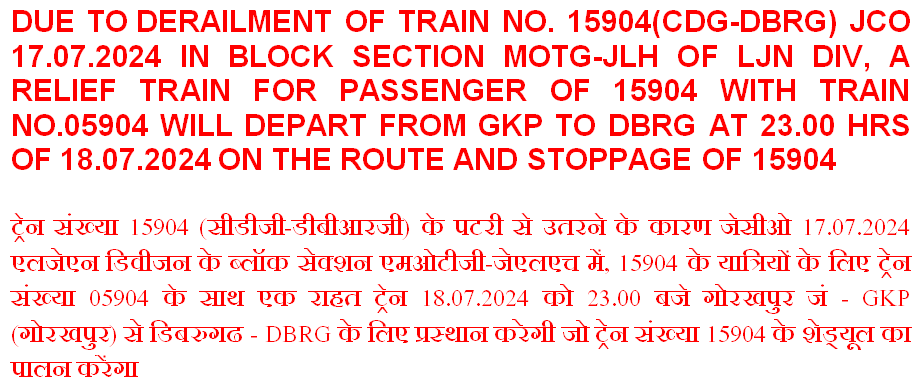 DUE TO DERAILMENT OF TRAIN NO. 15904(CDG-DBRG) JCO
17.07.2024 IN BLOCK SECTION MOTG-JLH OF LJN DIV, A
RELIEF TRAIN FOR PASSENGER OF 15904 WITH TRAIN
NO.05904 WILL DEPART FROM GKP TO DBRG AT 23.00 HRS
OF 18.07.2024 ON THE ROUTE AND STOPPAGE OF 15904
ट्रेन संख्या 15904 (सीडीजी-डीबीआरजी) के पटरी से उतरने के कारण जेसीओ 17.07.2024
एलजेएन डिवीजन के ब्लॉक सेक्शन एमओटीजी-जेएलएच में, 15904 के यात्रियों के लिए ट्रेन
संख्या 05904 के साथ एक राहत ट्रेन 18.07.2024 को 23.00 बजे गोरखपुर जं - GKP
(गोरखपुर) से डिबरुगढ - DBRG के लिए प्रस्थान करेगी जो ट्रेन संख्या 15904 के शेड्यूल का
पालन करेंगा